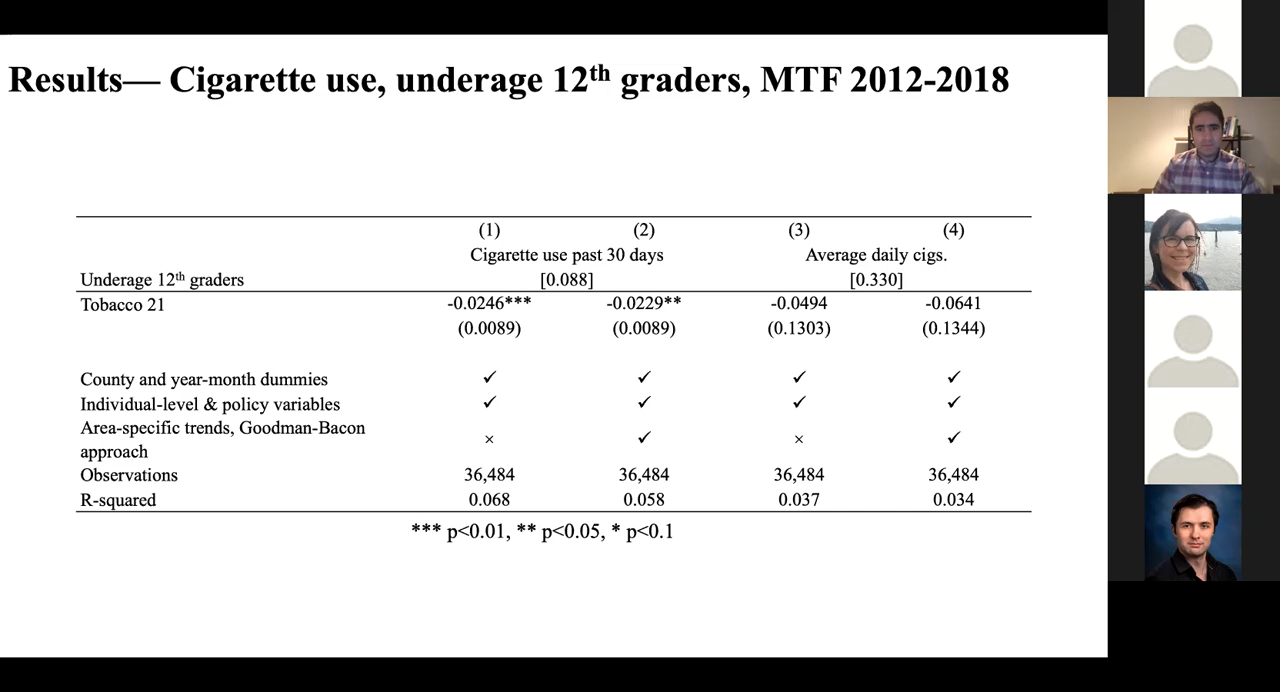 Results— Cigarette use, underage 12th graders, MTF 2012-2018
(1) (2) (3) (4)
Cigarette use past 30 days Average daily cigs.
Underage 12th graders [0.088] [0.330]
Tobacco 21 -0.0246*** -0.0229** -0.0494 -0.0641
(0.0089) (0.0089) (0.1303) (0.1344)
County and year-month dummies ✓ ✓ ✓ ✓
Individual-level & policy variables ✓ ✓ ✓ ✓
Area-specific trends, Goodman-Bacon
approach × ✓ × ✓
Observations 36,484 36,484 36,484 36,484
R-squared 0.068 0.058 0.037 0.034
*** p<0.01, ** p<0.05, * p<0.1